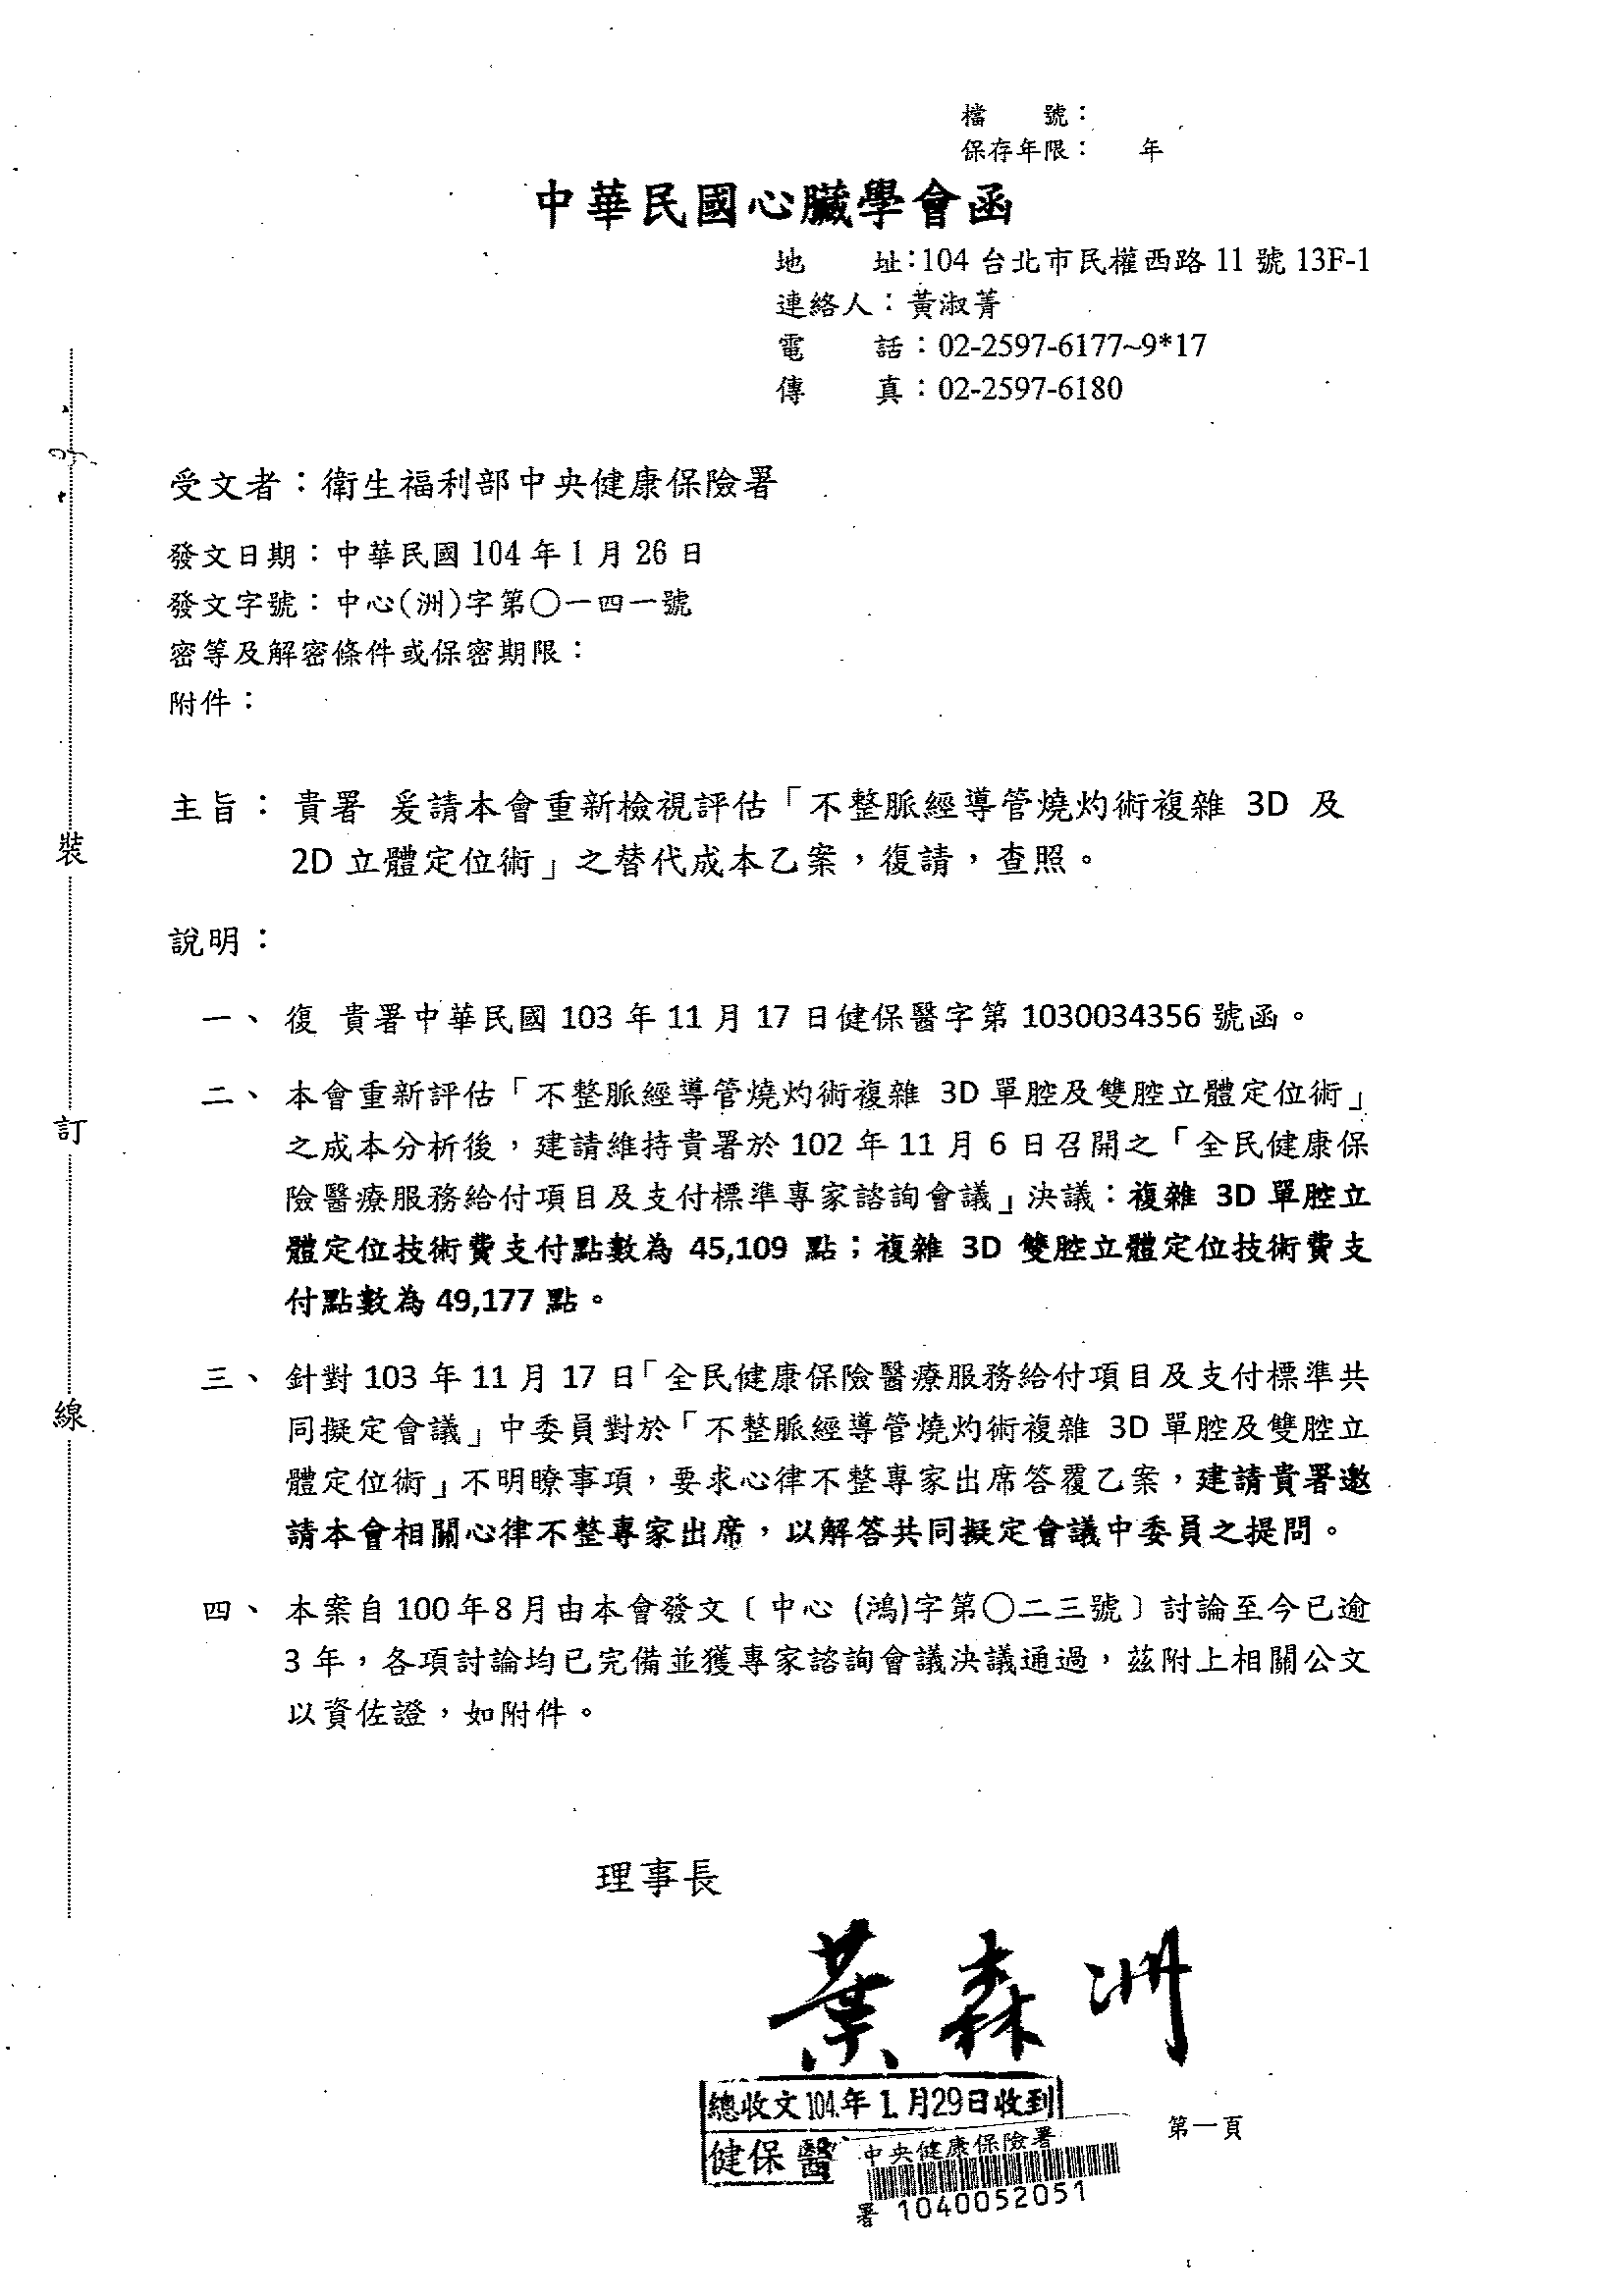 檔　　號：
保存年限：　　年
中華民國心臟學會函
地　　址：104 台北市民權西路 11 號 13F-1
連絡人：黃淑菁
電　　話：02-2597-6177~9*17
傳　　真：02-2597-6180
受文者：衛生福利部中央健康保險署
發文日期：中華民國 104 年 1 月 26 日
發文字號：中心(洲)字第〇一四一號
密等及解密條件或保密期限：
附件：
主旨：貴署 爰請本會重新檢視評估「不整脈經導管燒灼術複雜 3D 及
2D 立體定位術」之替代成本乙案，復請，查照。
說明：
一、復 貴署中華民國 103 年 11 月 17 日健保醫字第 1030034356 號函。
二、本會重新評估「不整脈經導管燒灼術複雜 3D 單腔及雙腔立體定位術」
之成本分析後，建請維持貴署於 102 年 11 月 6 日召開之「全民健康保
險醫療服務給付項目及支付標準專家諮詢會議」決議：複雜 3D 單腔立
體定位技術費支付點數為 45,109 點；複雜 3D 雙腔立體定位技術費支
付點數為 49,177 點。
三、針對 103 年 11 月 17 日「全民健康保險醫療服務給付項目及支付標準共
同擬定會議」中委員對於「不整脈經導管燒灼術複雜 3D 單腔及雙腔立
體定位術」不明瞭事項，要求心律不整專家出席答覆乙案，建請貴署邀
請本會相關心律不整專家出席，以解答共同擬定會議中委員之提問。
四、本案自 100 年 8 月由本會發文〔中心 (鴻)字第〇二三號〕討論至今已逾
3 年，各項討論均已完備並獲專家諮詢會議決議通過，茲附上相關公文
以資佐證，如附件。
裝
訂
線
理事長
葉森洲
總收文 104.年 1.月29日收到
健保醫
中央健康保險署
署 1040052051
第一頁